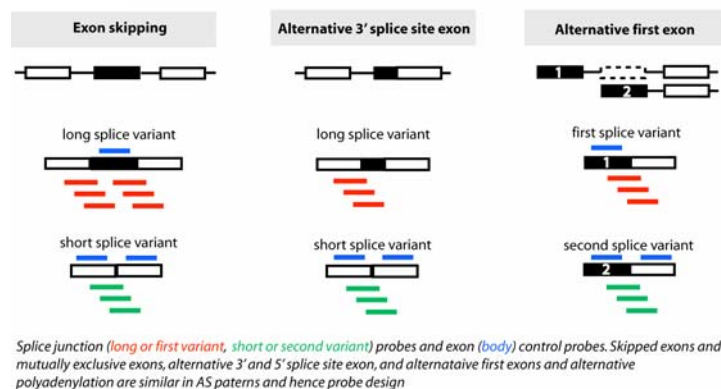 Exon skipping
Alternative 3' splice site exon
Alternative first exon
1
2
long splice variant
long splice variant
first splice variant
1
short splice variant
short splice variant
second splice variant
2
Splice junction (long or first variant, short or second variant) probes and exon (body) control probes. Skipped exons and
mutually exclusive exons, alternative 3' and 5' splice site exon, and alternataive first exons and alternative
polyadenylation are similar in AS paterns and hence probe design